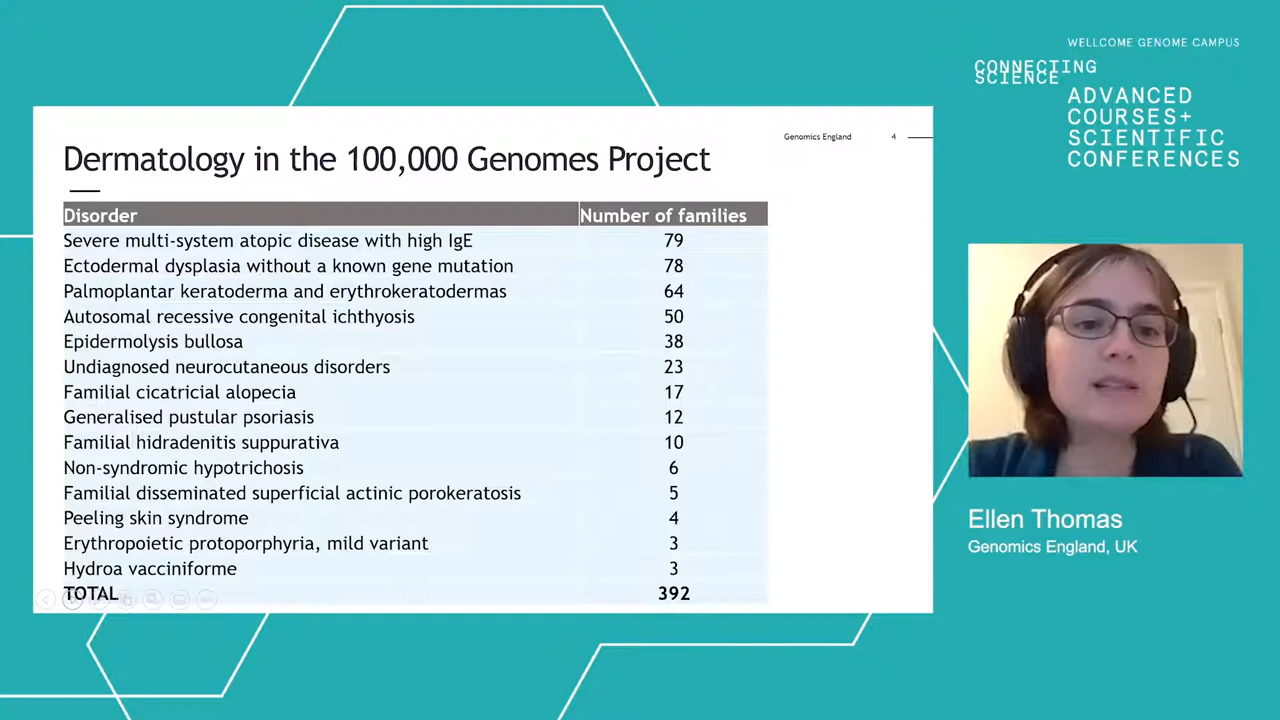 WELLCOME GENOME CAMPUS
CONNECTING
SCIENCE
ADVANCED
COURSES+
SCIENTIFIC
CONFERENCES
Genomics England 4
Dermatology in the 100,000 Genomes Project
Disorder Number of families
Severe multi-system atopic disease with high IgE 79
Ectodermal dysplasia without a known gene mutation 78
Palmoplantar keratoderma and erythrokeratodermas 64
Autosomal recessive congenital ichthyosis 50
Epidermolysis bullosa 38
Undiagnosed neurocutaneous disorders 23
Familial cicatricial alopecia 17
Generalised pustular psoriasis 12
Familial hidradenitis suppurativa 10
Non-syndromic hypotrichosis 6
Familial disseminated superficial actinic porokeratosis 5
Peeling skin syndrome 4
Erythropoietic protoporphyria, mild variant 3
Hydroa vacciniforme 3
TOTAL 392
Ellen Thomas
Genomics England, UK